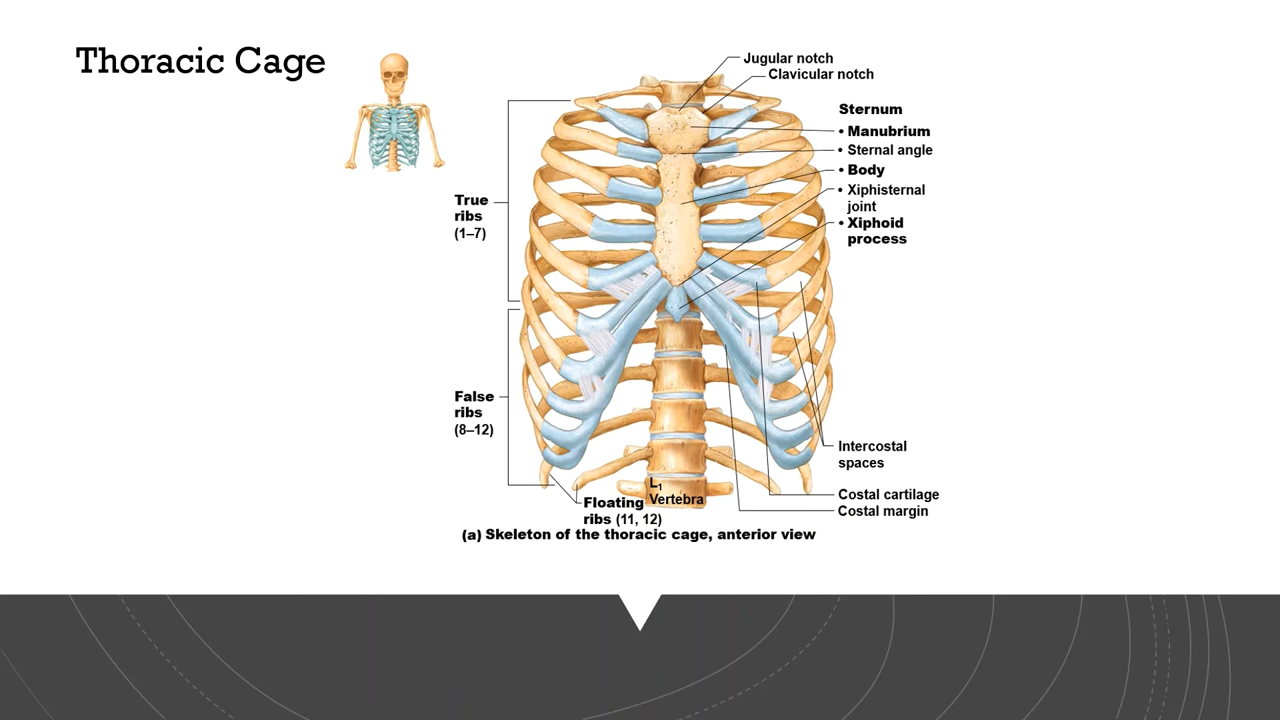 Thoracic Cage
Jugular notch
Clavicular notch
Sternum
• Manubrium
• Sternal angle
• Body
• Xiphisternal
joint
• Xiphoid
process
True
ribs
(1–7)
False
ribs
(8–12)
Intercostal
spaces
Costal cartilage
Costal margin
L1
Vertebra
Floating
ribs (11, 12)
(a) Skeleton of the thoracic cage, anterior view